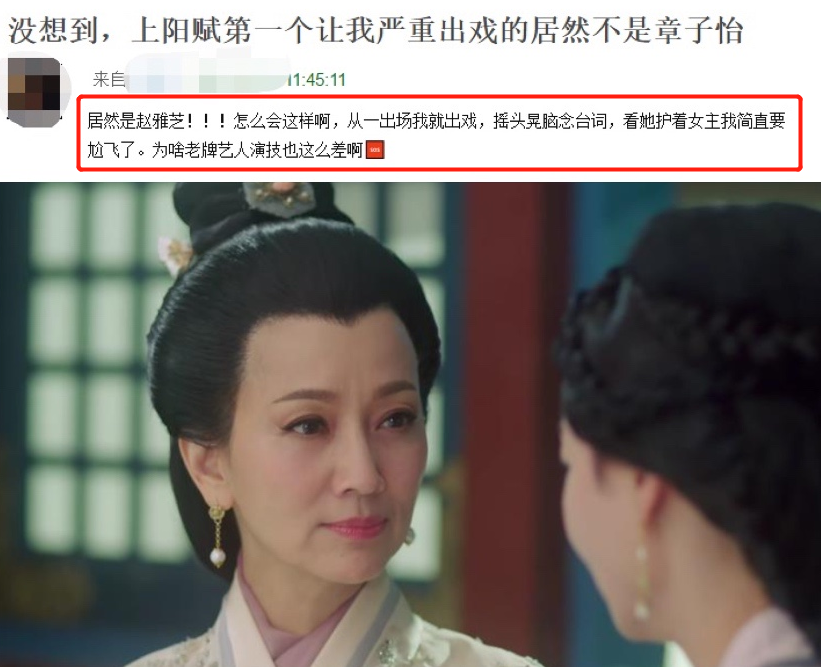 没想到，上阳赋第一个让我严重出戏的居然不是章子怡
来自
11:45:11
居然是赵雅芝！！！怎么会这样啊，从一出场我就出戏，摇头晃脑念台词，看她护着女主我简直要
尬飞了。为啥老牌艺人演技也这么差啊